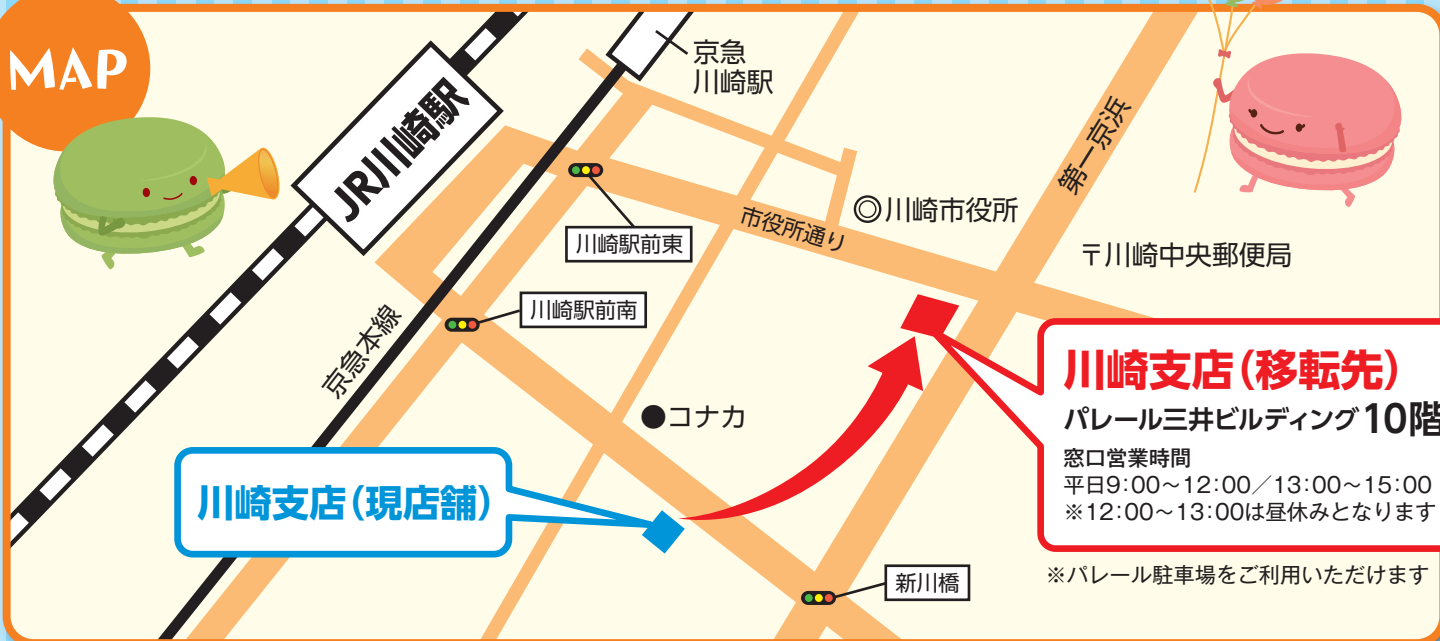 MAP
京急
川崎駅
JR川崎駅
第一京浜
◎川崎市役所
市役所通り
川崎駅前東
〒川崎中央郵便局
川崎駅前南
京急本線
川崎支店(移転先)
パレール三井ビルディング10階
窓口営業時間
平日9:00~12:00/13:00~15:00
※12:00~13:00は昼休みとなります
●コナカ
川崎支店(現店舗)
新川橋
※パレール駐車場をご利用いただけます